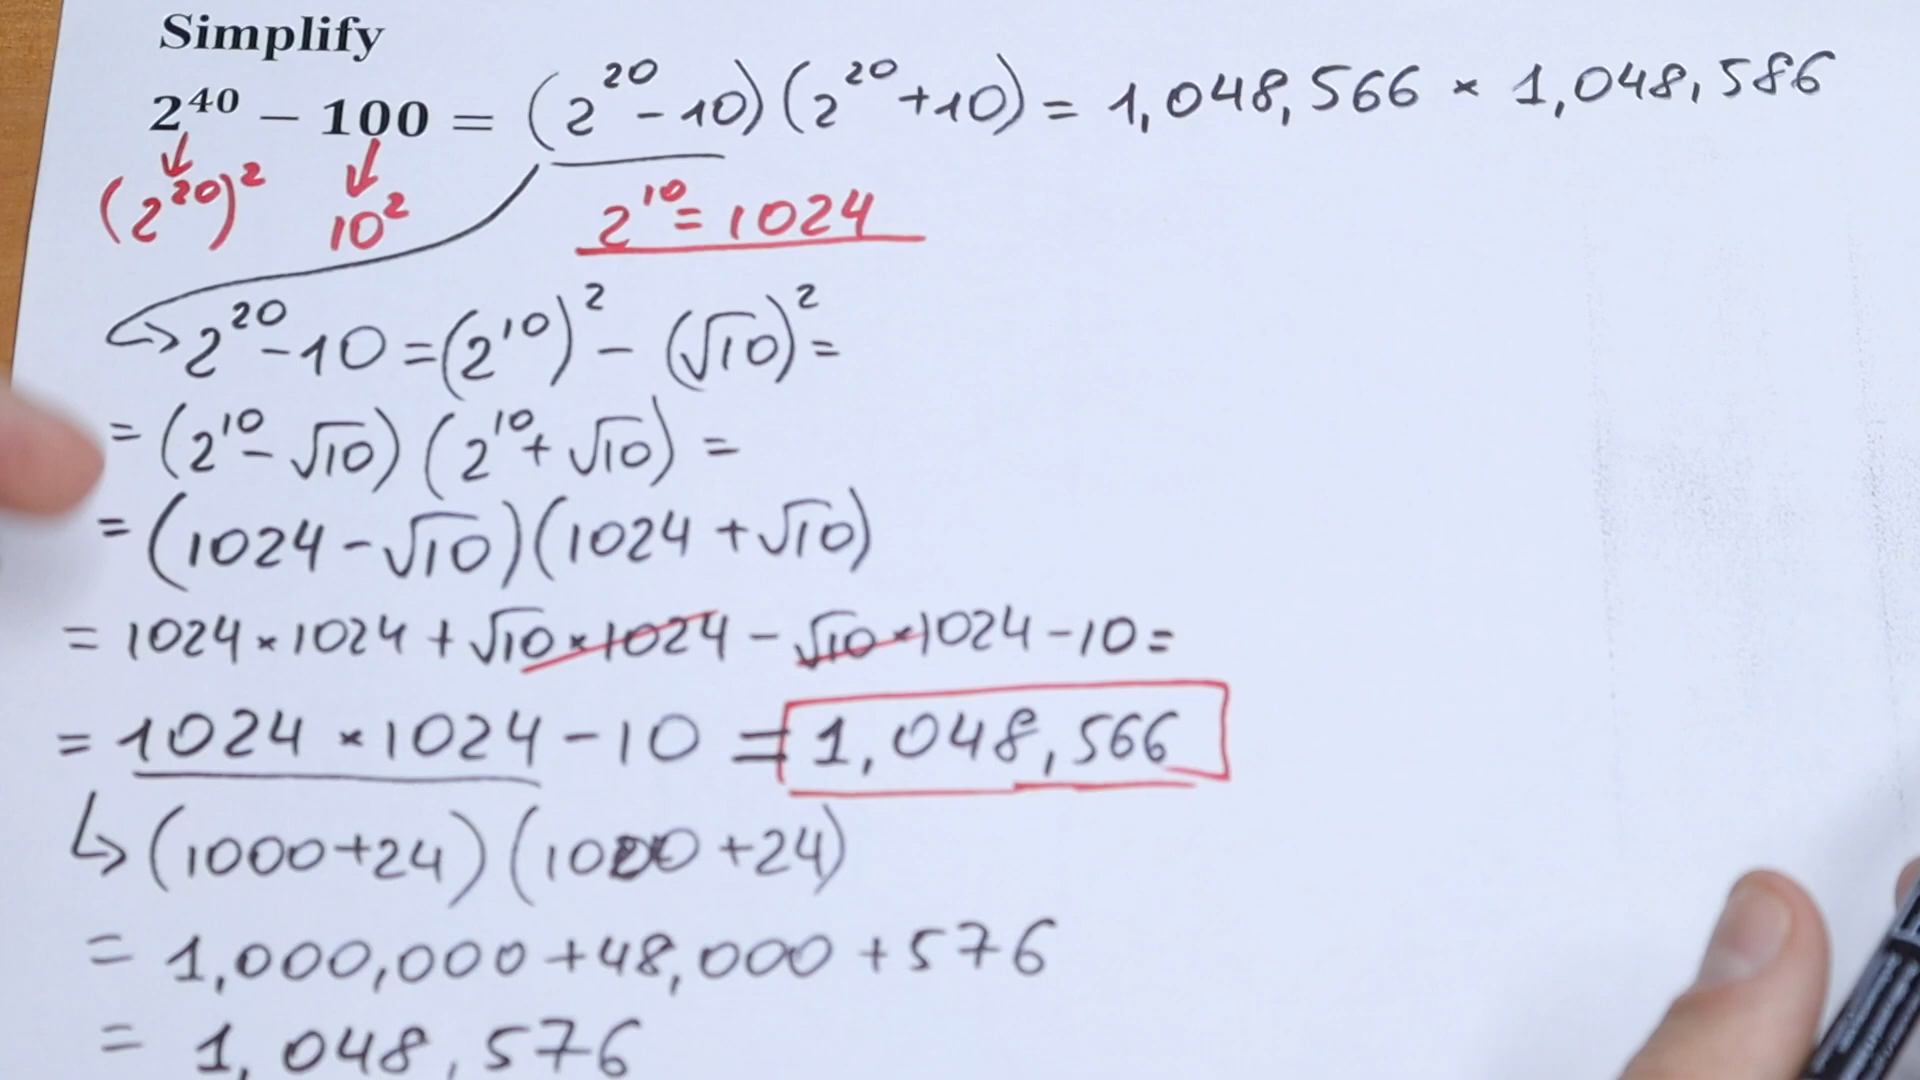 Simplify
2⁴⁰ − 100 = (2²⁰ − 10)(2²⁰ + 10) = 1,048,566 × 1,048,586
(2²⁰)² 10² 2¹⁰ = 1024
2²⁰ − 10 = (2¹⁰)² − (√10)² =
= (2¹⁰ − √10)(2¹⁰ + √10) =
= (1024 − √10)(1024 + √10)
= 1024 × 1024 + √10 × 1024 − √10 × 1024 − 10 =
= 1024 × 1024 − 10 = 1,048,566
(1000 + 24)(1000 + 24)
= 1,000,000 + 48,000 + 576
= 1,048,576